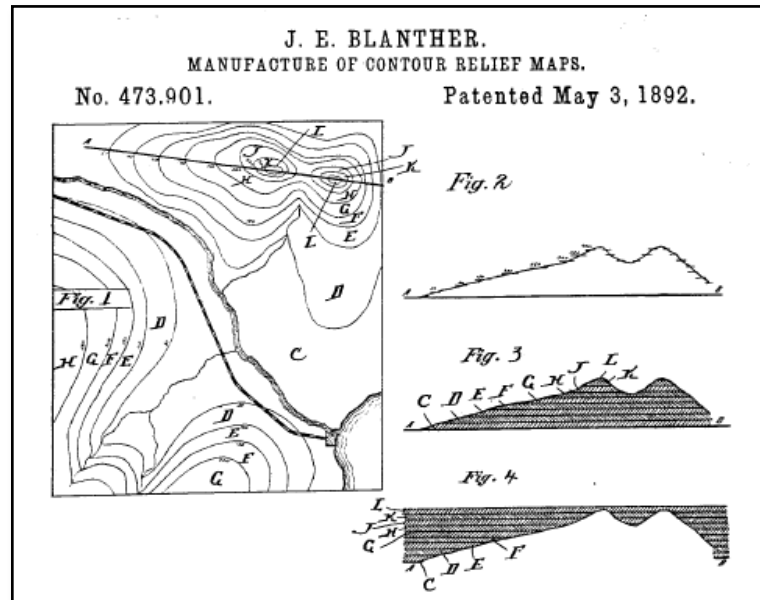 J. E. BLANTHER.
MANUFACTURE OF CONTOUR RELIEF MAPS.
No. 473.901.
Patented May 3, 1892.
A
L
J
K
J
K
B
H
H
G
F
E
L
D
Fig. 1
D
H G F E
C
D
E
F
G
Fig. 2
A
B
Fig. 3
C D E F G H J L
K
A
B
Fig. 4
L
K
J
H
G
A
B
C D E F